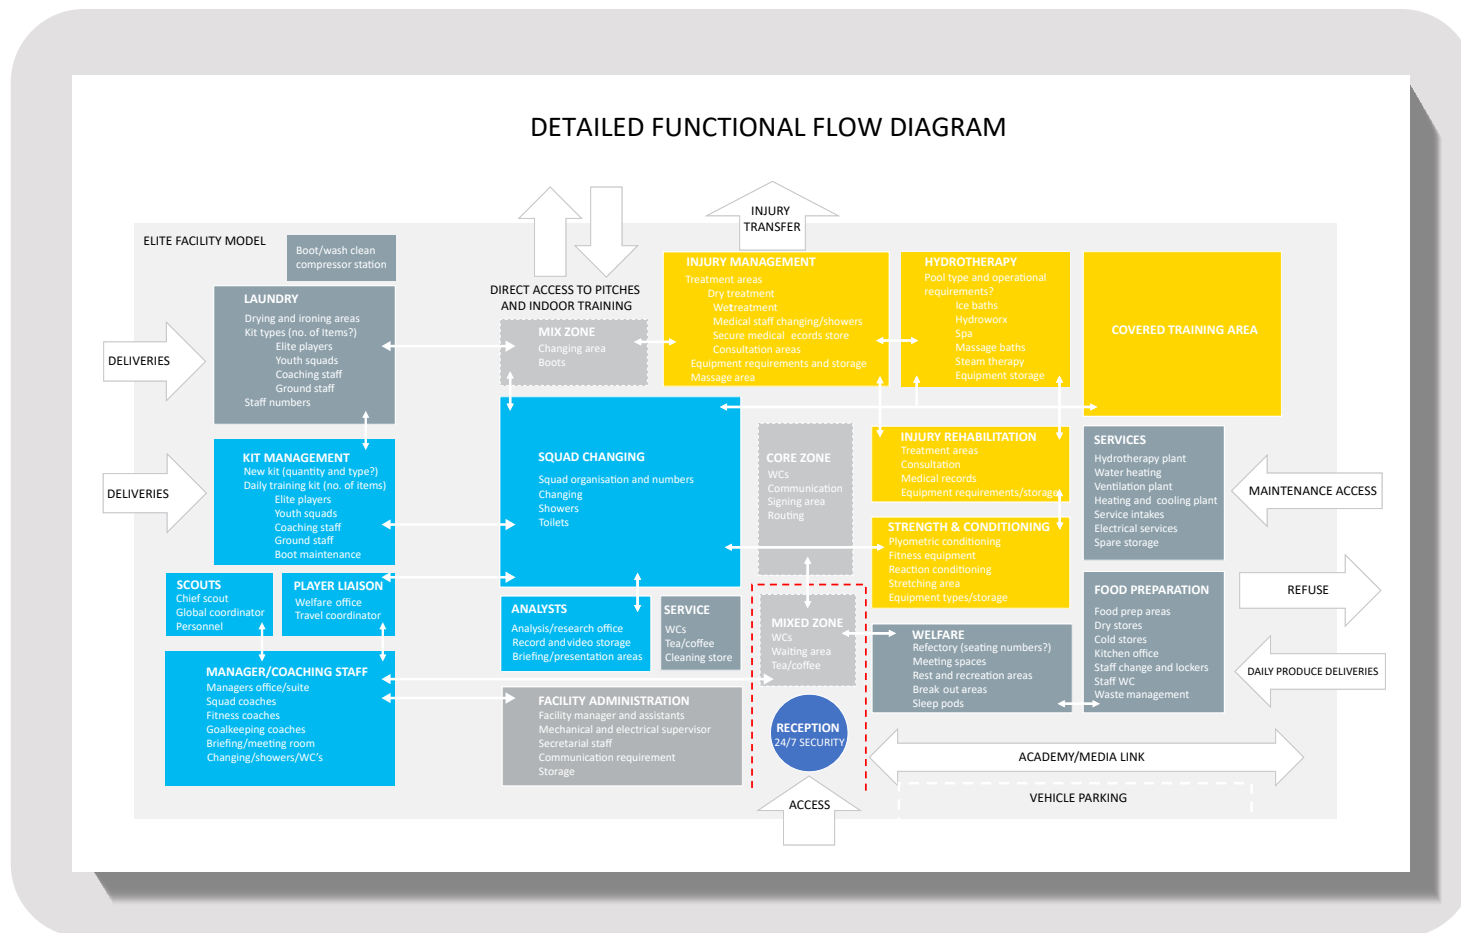 DETAILED FUNCTIONAL FLOW DIAGRAM
ELITE FACILITY MODEL
Boot/wash clean
compressor station
LAUNDRY
Drying and ironing areas
Kit types (no. of Items?)
Elite players
Youth squads
Coaching staff
Ground staff
Staff numbers
DELIVERIES
KIT MANAGEMENT
New kit (quantity and type?)
Daily training kit (no. of items)
Elite players
Youth squads
Coaching staff
Ground staff
Boot maintenance
DELIVERIES
SCOUTS
Chief scout
Global coordinator
Personnel
PLAYER LIAISON
Welfare office
Travel coordinator
MANAGER/COACHING STAFF
Managers office/suite
Squad coaches
Fitness coaches
Goalkeeping coaches
Briefing/meeting room
Changing/showers/WC's
DIRECT ACCESS TO PITCHES
AND INDOOR TRAINING
MIX ZONE
Changing area
Boots
SQUAD CHANGING
Squad organisation and numbers
Changing
Showers
Toilets
ANALYSTS
Analysis/research office
Record and video storage
Briefing/presentation areas
SERVICE
WCs
Tea/coffee
Cleaning store
FACILITY ADMINISTRATION
Facility manager and assistants
Mechanical and electrical supervisor
Secretarial staff
Communication requirement
Storage
INJURY
TRANSFER
INJURY MANAGEMENT
Treatment areas
Dry treatment
Wet treatment
Medical staff changing/showers
Secure medical ecords store
Consultation areas
Equipment requirements and storage
Massage area
HYDROTHERAPY
Pool type and operational
requirements?
Ice baths
Hydroworx
Spa
Massage baths
Steam therapy
Equipment storage
COVERED TRAINING AREA
CORE ZONE
WCs
Communication
Signing area
Routing
MIXED ZONE
WCs
Waiting area
Tea/coffee
RECEPTION
24/7 SECURITY
ACCESS
INJURY REHABILITATION
Treatment areas
Consultation
Medical records
Equipment requirements/storage
STRENGTH & CONDITIONING
Plyometric conditioning
Fitness equipment
Reaction conditioning
Stretching area
Equipment types/storage
WELFARE
Refectory (seating numbers?)
Meeting spaces
Rest and recreation areas
Break out areas
Sleep pods
SERVICES
Hydrotherapy plant
Water heating
Ventilation plant
Heating and cooling plant
Service intakes
Electrical services
Spare storage
MAINTENANCE ACCESS
FOOD PREPARATION
Food prep areas
Dry stores
Cold stores
Kitchen office
Staff change and lockers
Staff WC
Waste management
REFUSE
DAILY PRODUCE DELIVERIES
ACADEMY/MEDIA LINK
VEHICLE PARKING